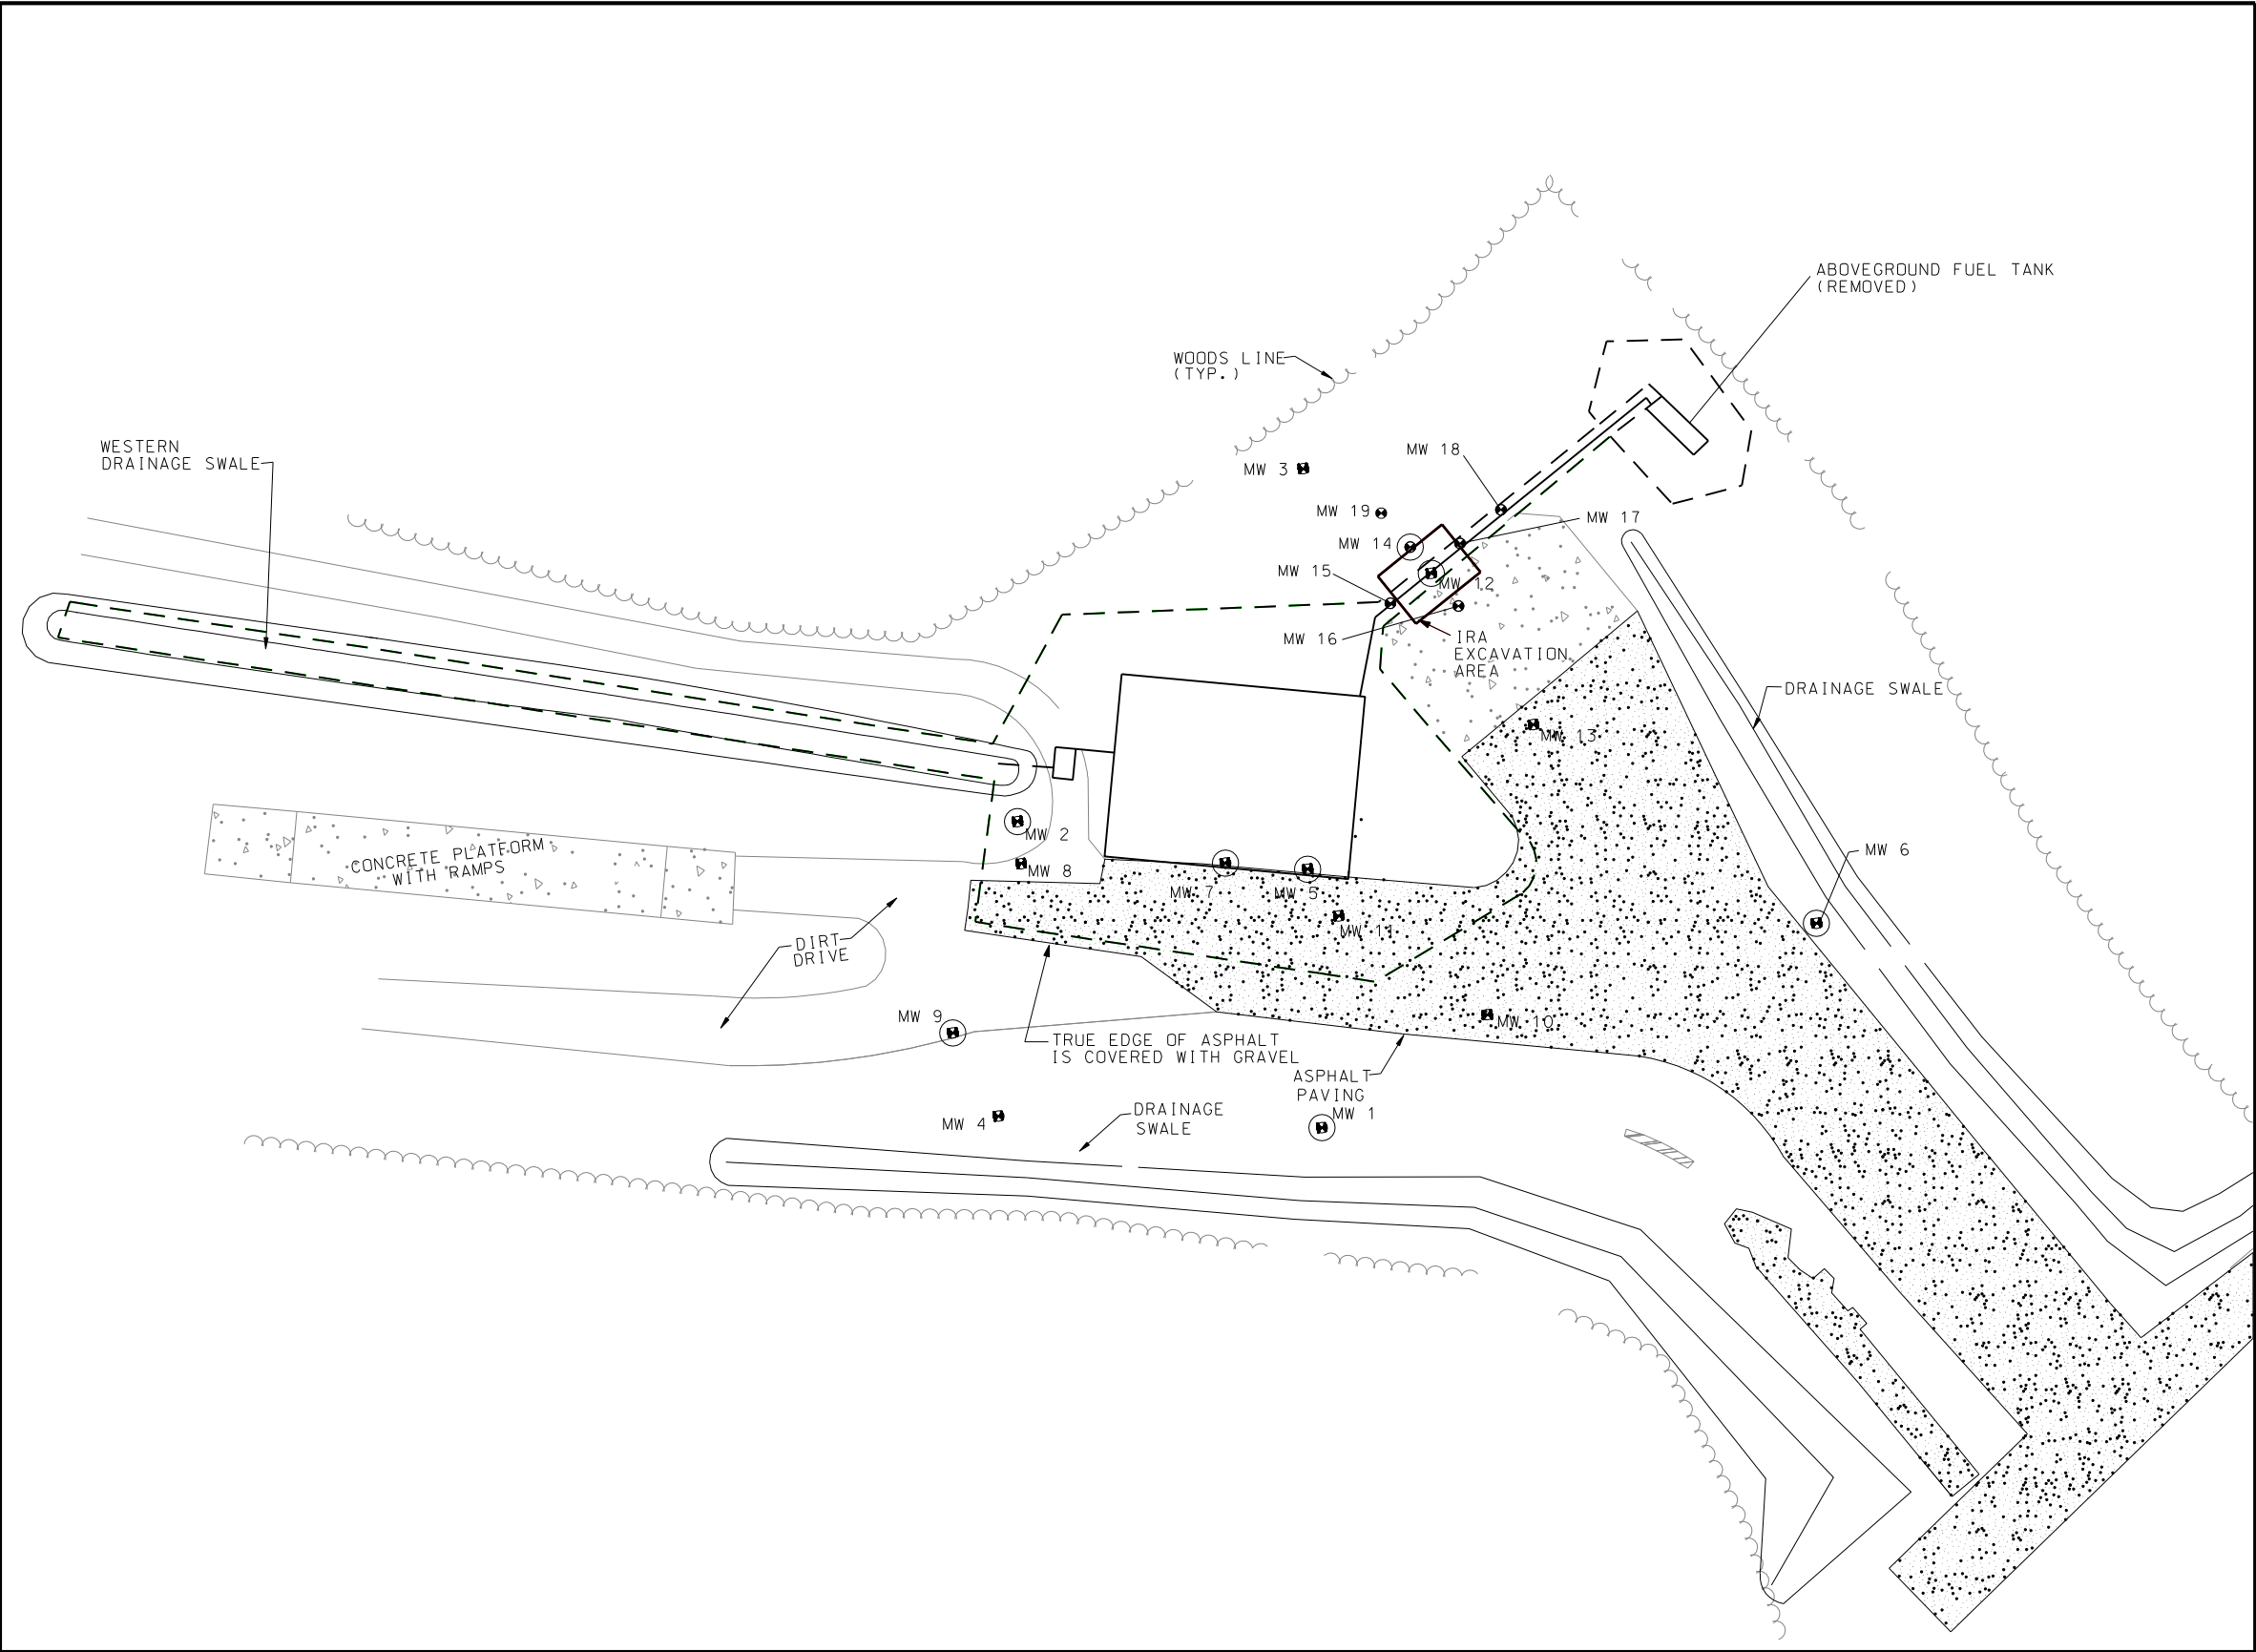 ABOVEGROUND FUEL TANK
(REMOVED)
WOODS LINE
(TYP.)
WESTERN
DRAINAGE SWALE
MW 18
MW 3
MW 19
MW 17
MW 14
MW 15
MW 12
MW 16
IRA
EXCAVATION
AREA
DRAINAGE SWALE
MW 13
MW 2
MW 6
CONCRETE PLATFORM
WITH RAMPS
MW 8
MW 7
MW 5
MW 11
DIRT
DRIVE
MW 9
MW 10
TRUE EDGE OF ASPHALT
IS COVERED WITH GRAVEL
ASPHALT
PAVING
MW 1
DRAINAGE
SWALE
MW 4